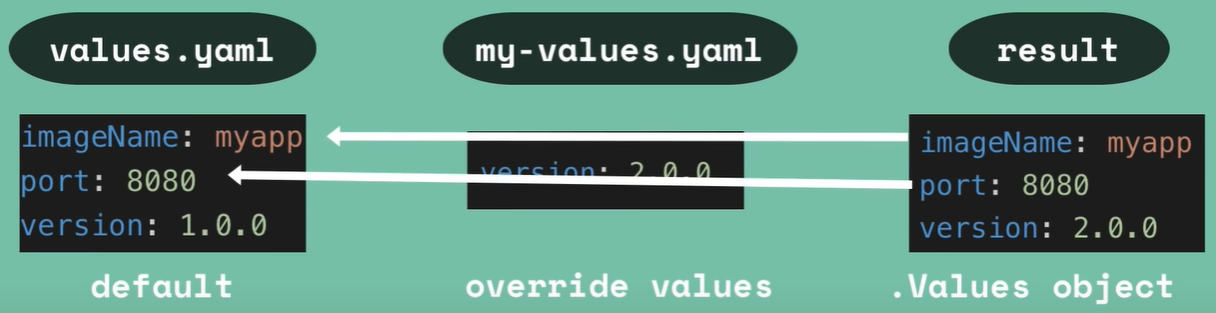 values.yaml
my-values.yaml
result
imageName: myapp
port: 8080
version: 1.0.0
version: 2.0.0
imageName: myapp
port: 8080
version: 2.0.0
default
override values
.Values object